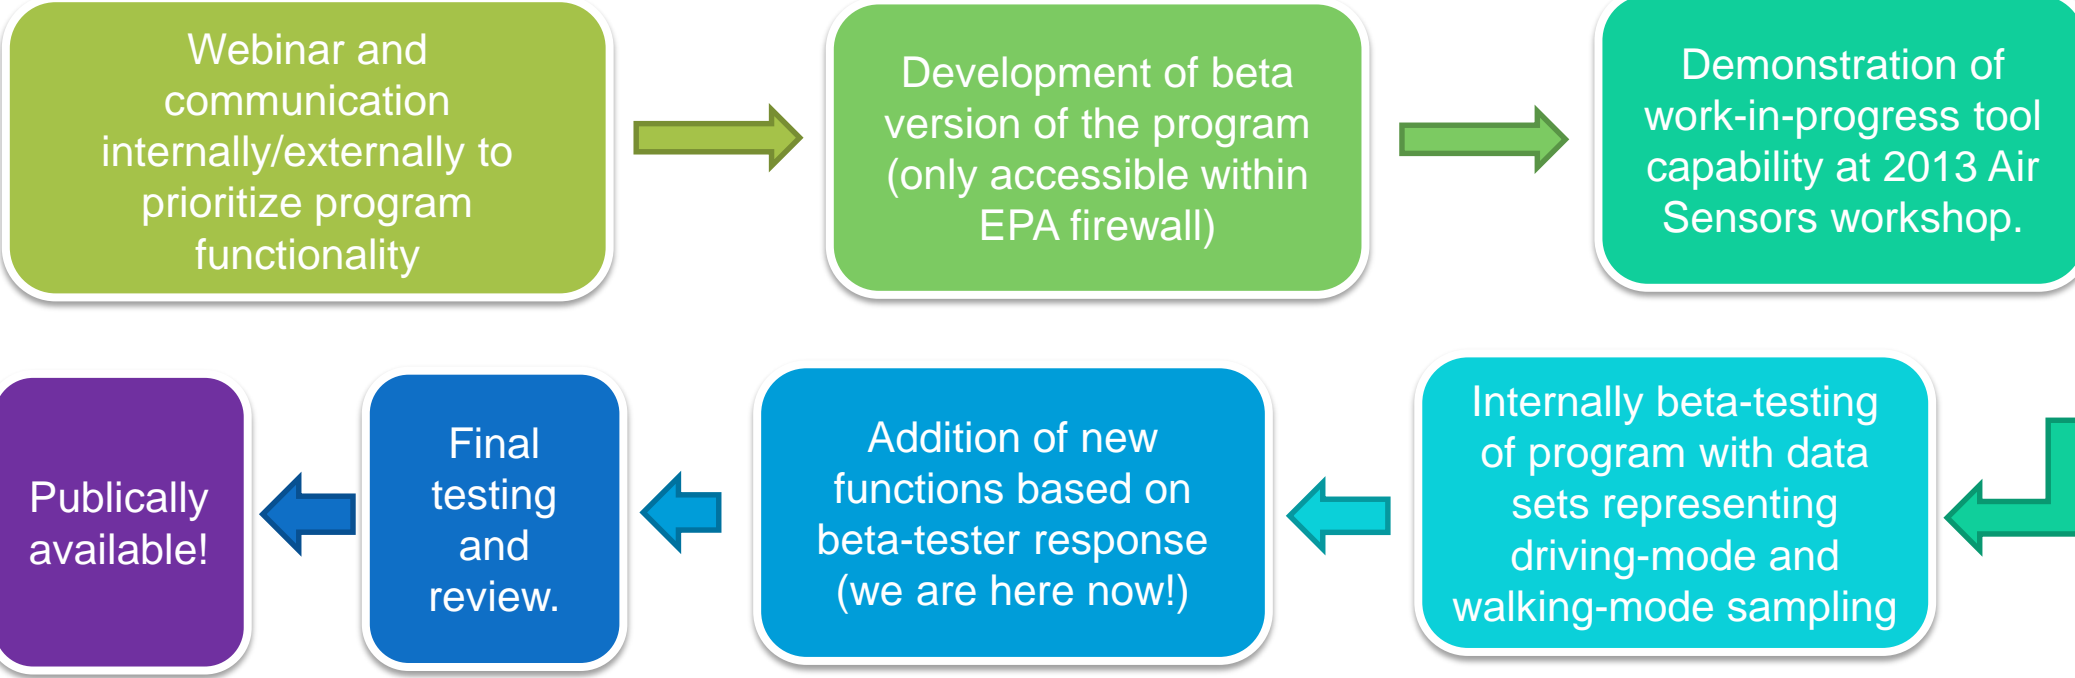 Webinar and
communication
internally/externally to
prioritize program
functionality
Development of beta
version of the program
(only accessible within
EPA firewall)
Demonstration of
work-in-progress tool
capability at 2013 Air
Sensors workshop.
Internally beta-testing
of program with data
sets representing
driving-mode and
walking-mode sampling
Addition of new
functions based on
beta-tester response
(we are here now!)
Final
testing
and
review.
Publically
available!